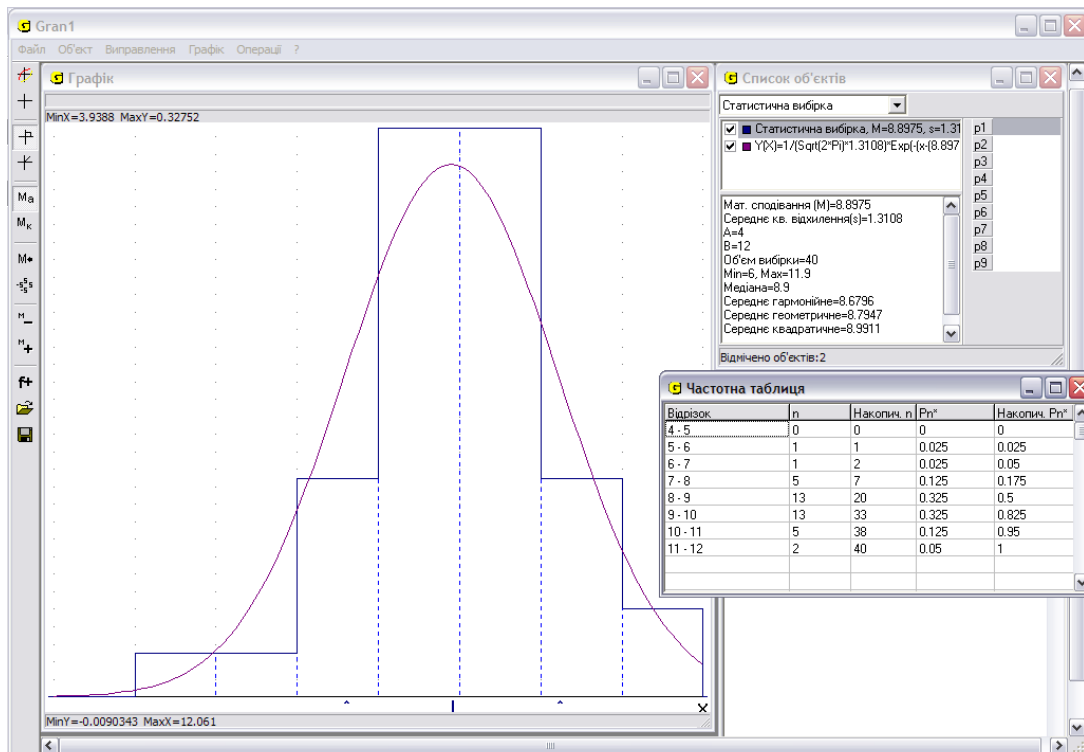 Gran1
Файл Об'єкт Виправлення Графік Операції ?
Графік
MinX=3.9388 MaxY=0.32752
x
MinY=-0.0090343 MaxX=12.061
Mа
Mк
M
M
M
f+
Список об'єктів
Статистична вибірка
Статистична вибірка, M=8.8975, s=1.31
Y(X)=1/(Sqrt(2*Pi)*1.3108)*Exp(-(x-(8.897
p1
p2
p3
p4
p5
p6
p7
p8
p9
Мат. сподівання (M)=8.8975
Середнє кв. відхилення(s)=1.3108
A=4
B=12
Об'єм вибірки=40
Min=6, Max=11.9
Медіана=8.9
Середнє гармонійне=8.6796
Середнє геометричне=8.7947
Середнє квадратичне=8.9911
Відмічено об'єктів:2
Частотна таблиця
Відрізок n Накопич. n Pn* Накопич. Pn*
4 - 5 0 0 0 0
5 - 6 1 1 0.025 0.025
6 - 7 1 2 0.025 0.05
7 - 8 5 7 0.125 0.175
8 - 9 13 20 0.325 0.5
9 - 10 13 33 0.325 0.825
10 - 11 5 38 0.125 0.95
11 - 12 2 40 0.05 1